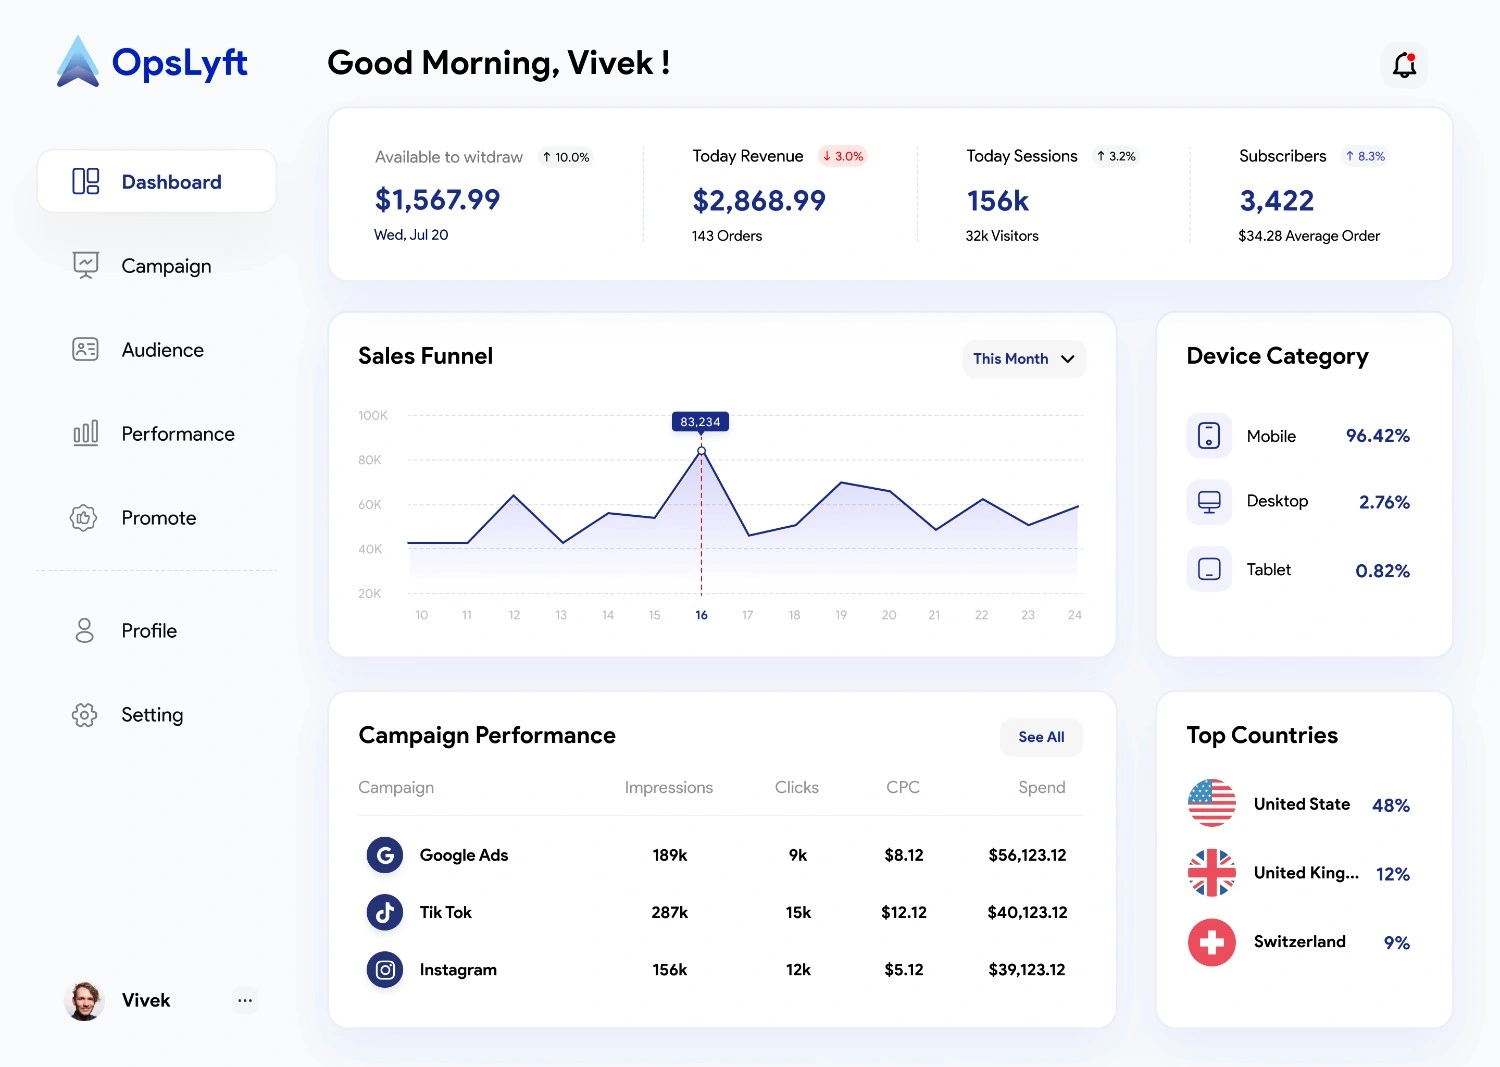 OpsLyft
Good Morning, Vivek !
Dashboard
Campaign
Audience
Performance
Promote
Profile
Setting
Vivek
...
Available to witdraw ↑ 10.0%
$1,567.99
Wed, Jul 20
Today Revenue ↓ 3.0%
$2,868.99
143 Orders
Today Sessions ↑ 3.2%
156k
32k Visitors
Subscribers ↑ 8.3%
3,422
$34.28 Average Order
Sales Funnel
This Month
100K
80K
60K
40K
20K
83,234
10 11 12 13 14 15 16 17 18 19 20 21 22 23 24
Device Category
Mobile 96.42%
Desktop 2.76%
Tablet 0.82%
Campaign Performance
See All
Campaign Impressions Clicks CPC Spend
G Google Ads 189k 9k $8.12 $56,123.12
Tik Tok 287k 15k $12.12 $40,123.12
Instagram 156k 12k $5.12 $39,123.12
Top Countries
United State 48%
United King... 12%
Switzerland 9%